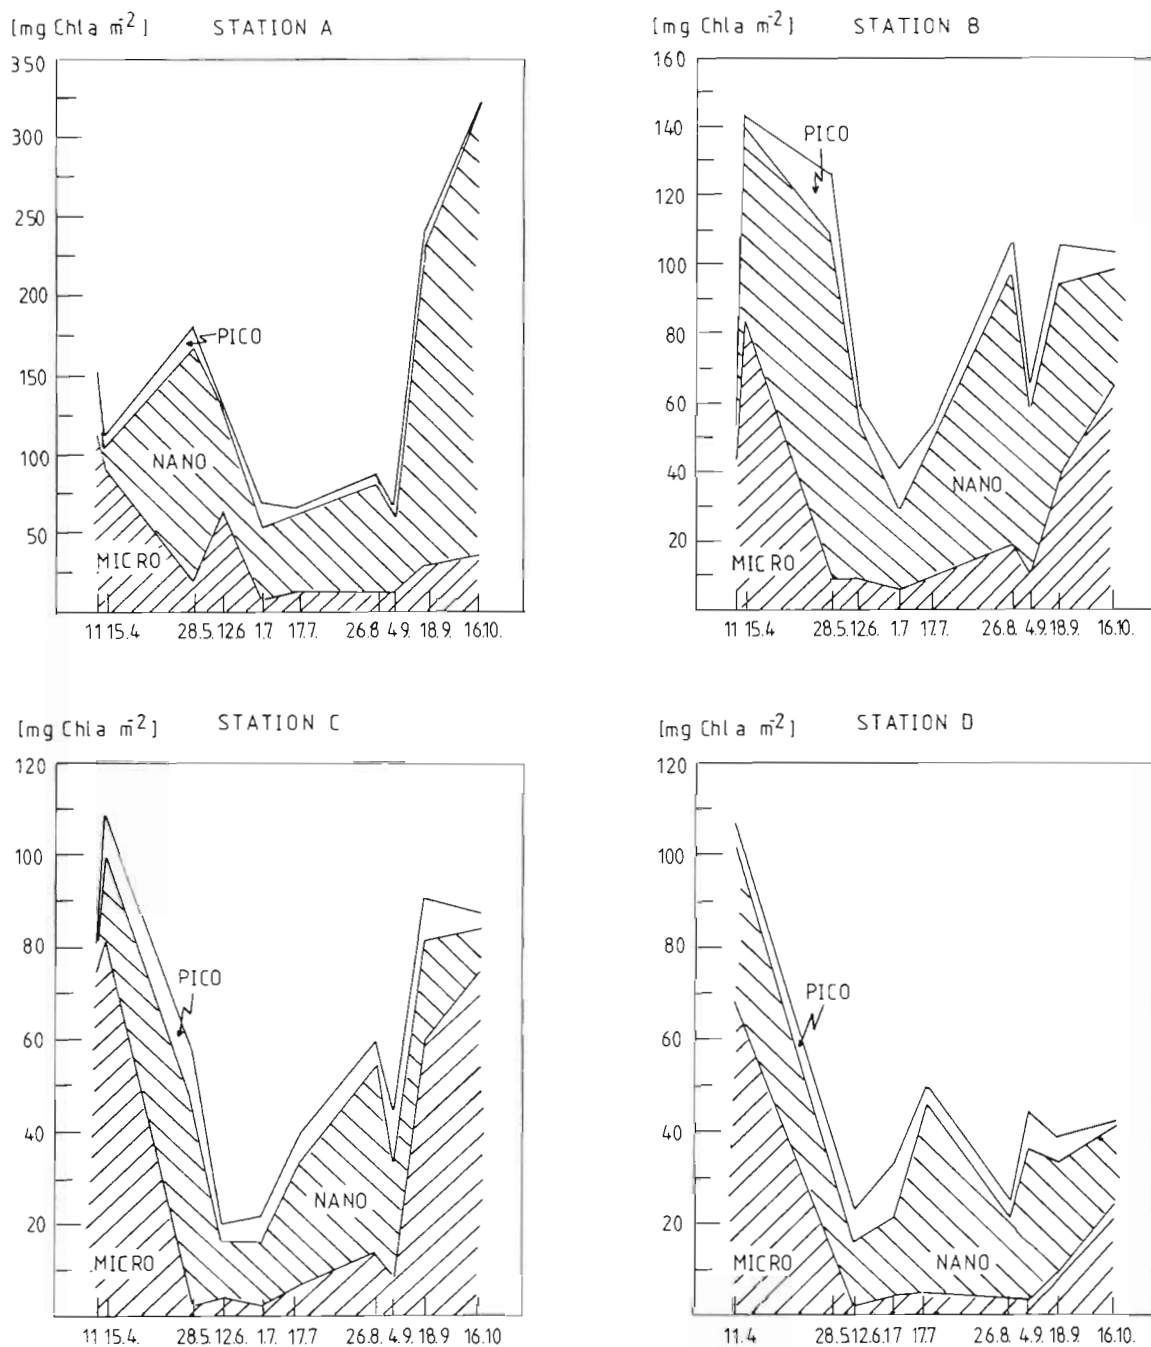 [mg Chl a m⁻²] STATION A
350
300
250
200
150
100
50
PICO
NANO
MICRO
11 15.4 28.5. 12.6 1.7 17.7. 26.8 4.9. 18.9. 16.10.
[mg Chl a m⁻²] STATION B
160
140
120
100
80
60
40
20
PICO
NANO
MICRO
11 15.4 28.5. 12.6. 1.7 17.7. 26.8. 4.9. 18.9. 16.10.
[mg Chl a m⁻²] STATION C
120
100
80
60
40
20
PICO
NANO
MICRO
11 15.4. 28.5. 12.6. 1.7. 17.7 26.8. 4.9. 18.9 16.10
[mg Chl a m⁻²] STATION D
120
100
80
60
40
20
PICO
MICRO
NANO
11.4 28.5. 12.6. 1.7 17.7 26.8. 4.9. 18.9 16.10.